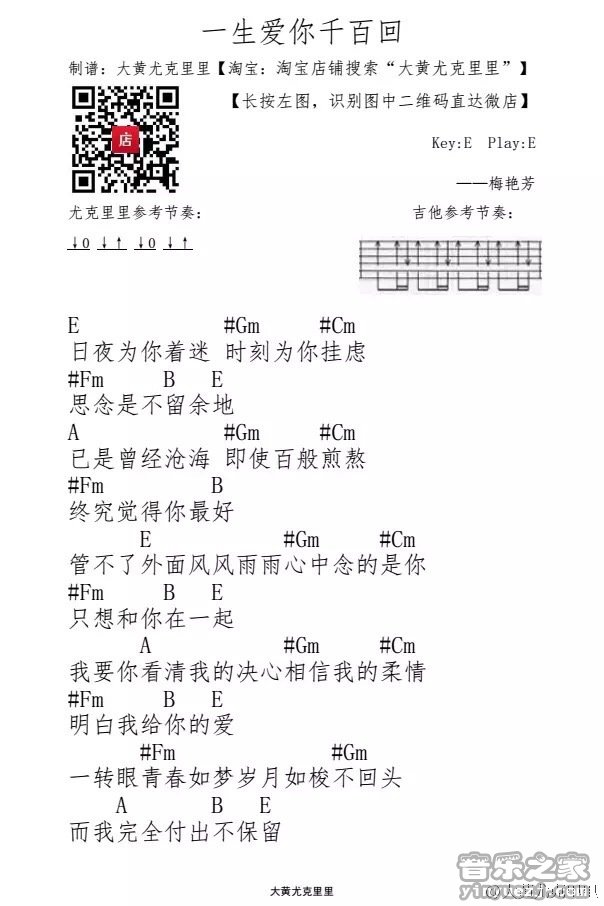 一生爱你千百回
制谱：大黄尤克里里【淘宝：淘宝店铺搜索“大黄尤克里里”】
店
【长按左图，识别图中二维码直达微店】
Key:E Play:E
——梅艳芳
尤克里里参考节奏： 吉他参考节奏：
↓0 ↓↑ ↓0 ↓↑
E #Gm #Cm
日夜为你着迷 时刻为你挂虑
#Fm B E
思念是不留余地
A #Gm #Cm
已是曾经沧海 即使百般煎熬
#Fm B
终究觉得你最好
E #Gm #Cm
管不了外面风风雨雨心中念的是你
#Fm B E
只想和你在一起
A #Gm #Cm
我要你看清我的决心相信我的柔情
#Fm B E
明白我给你的爱
#Fm #Gm
一转眼青春如梦岁月如梭不回头
A B E
而我完全付出不保留
大黄尤克里里
音乐之家